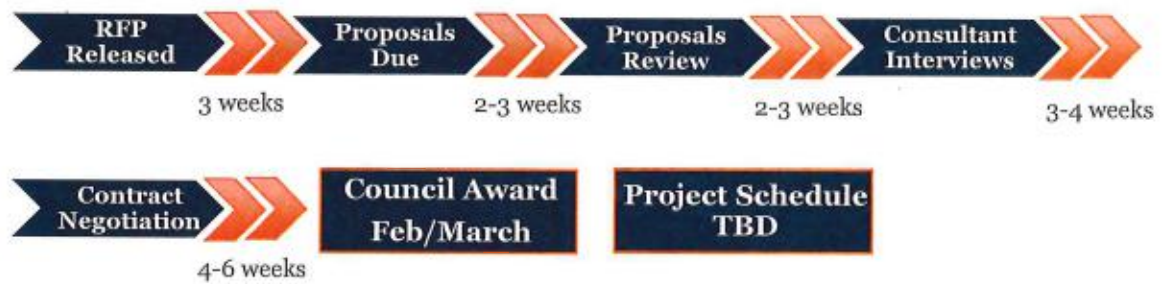 RFP
Released
Proposals
Due
Proposals
Review
Consultant
Interviews
3 weeks
2-3 weeks
2-3 weeks
3-4 weeks
Contract
Negotiation
4-6 weeks
Council Award
Feb/March
Project Schedule
TBD